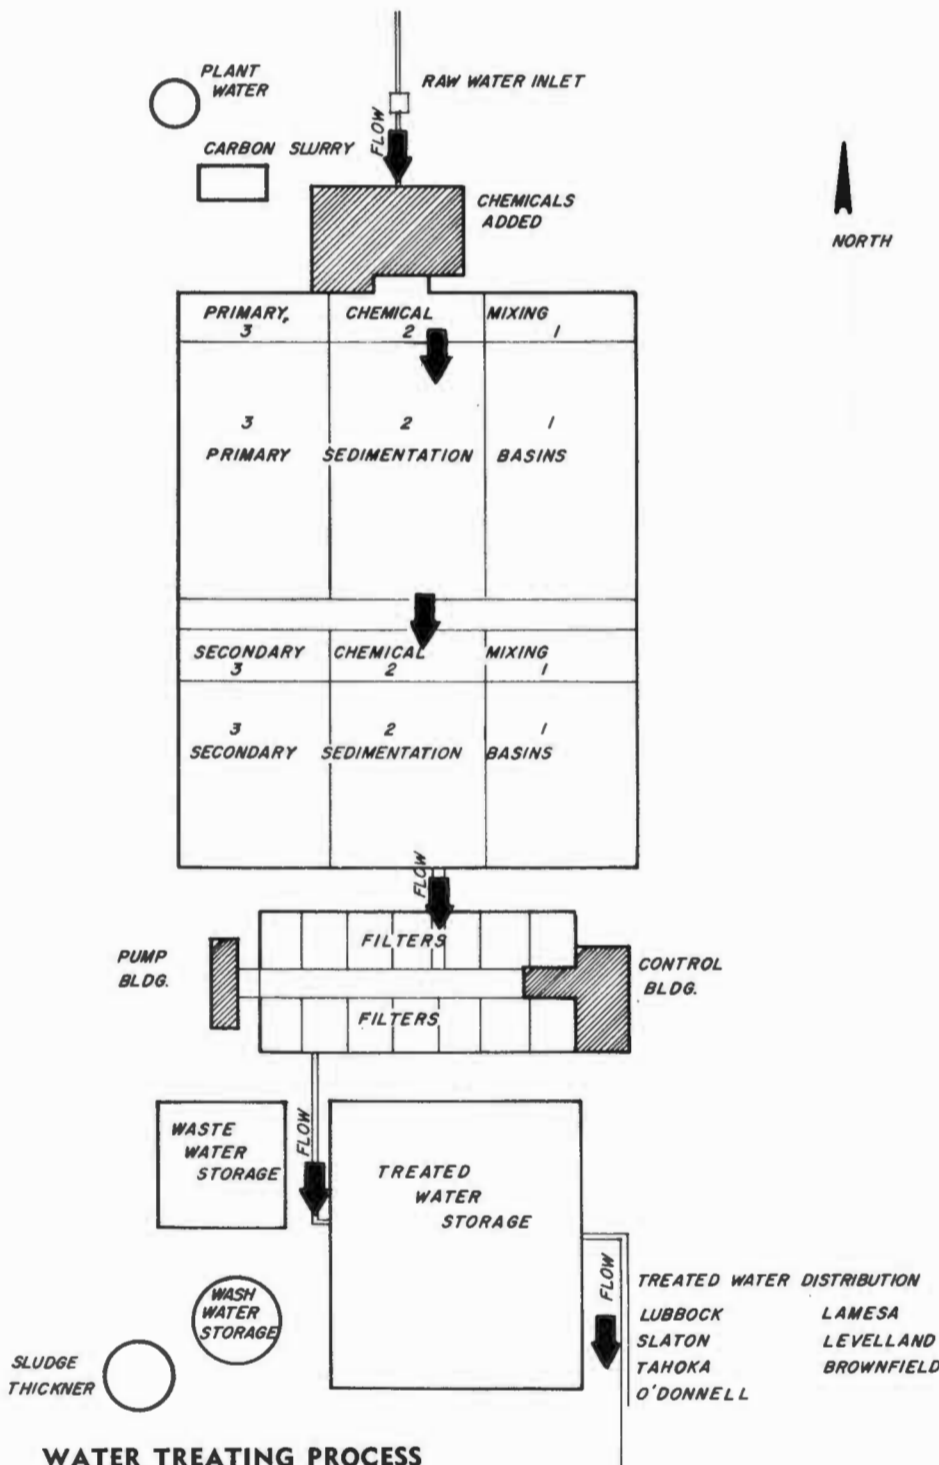 PLANT
WATER
RAW WATER INLET
FLOW
CARBON SLURRY
CHEMICALS
ADDED
NORTH
PRIMARY CHEMICAL MIXING
3 2 1
3 2 1
PRIMARY SEDIMENTATION BASINS
SECONDARY CHEMICAL MIXING
3 2 1
3 2 1
SECONDARY SEDIMENTATION BASINS
FLOW
FILTERS
PUMP
BLDG.
CONTROL
BLDG.
FILTERS
WASTE
WATER
STORAGE
FLOW
TREATED
WATER
STORAGE
FLOW
TREATED WATER DISTRIBUTION
LUBBOCK LAMESA
SLATON LEVELLAND
TAHOKA BROWNFIELD
O'DONNELL
WASH
WATER
STORAGE
SLUDGE
THICKNER
WATER TREATING PROCESS